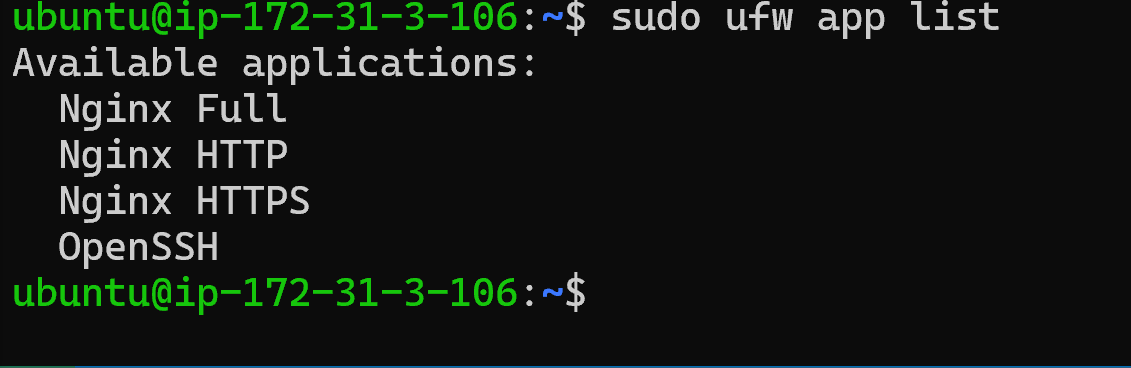 ubuntu@ip-172-31-3-106:~$ sudo ufw app list
Available applications:
  Nginx Full
  Nginx HTTP
  Nginx HTTPS
  OpenSSH
ubuntu@ip-172-31-3-106:~$